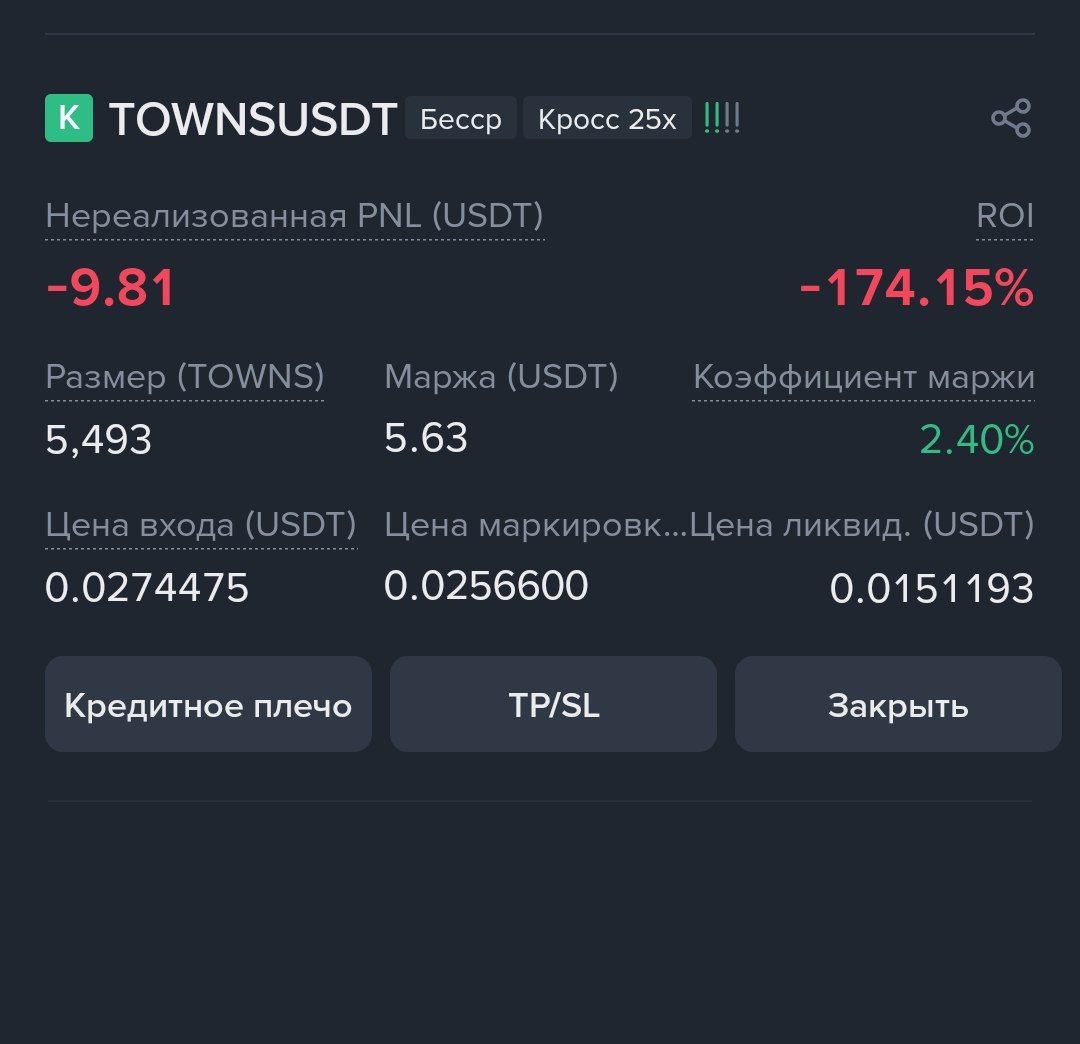 K TOWNSUSDT Бесср Кросс 25x !!!!
Нереализованная PNL (USDT) ROI
-9.81 -174.15%
Размер (TOWNS) Маржа (USDT) Коэффициент маржи
5,493 5.63 2.40%
Цена входа (USDT) Цена маркировк... Цена ликвид. (USDT)
0.0274475 0.0256600 0.0151193
Кредитное плечо TP/SL Закрыть